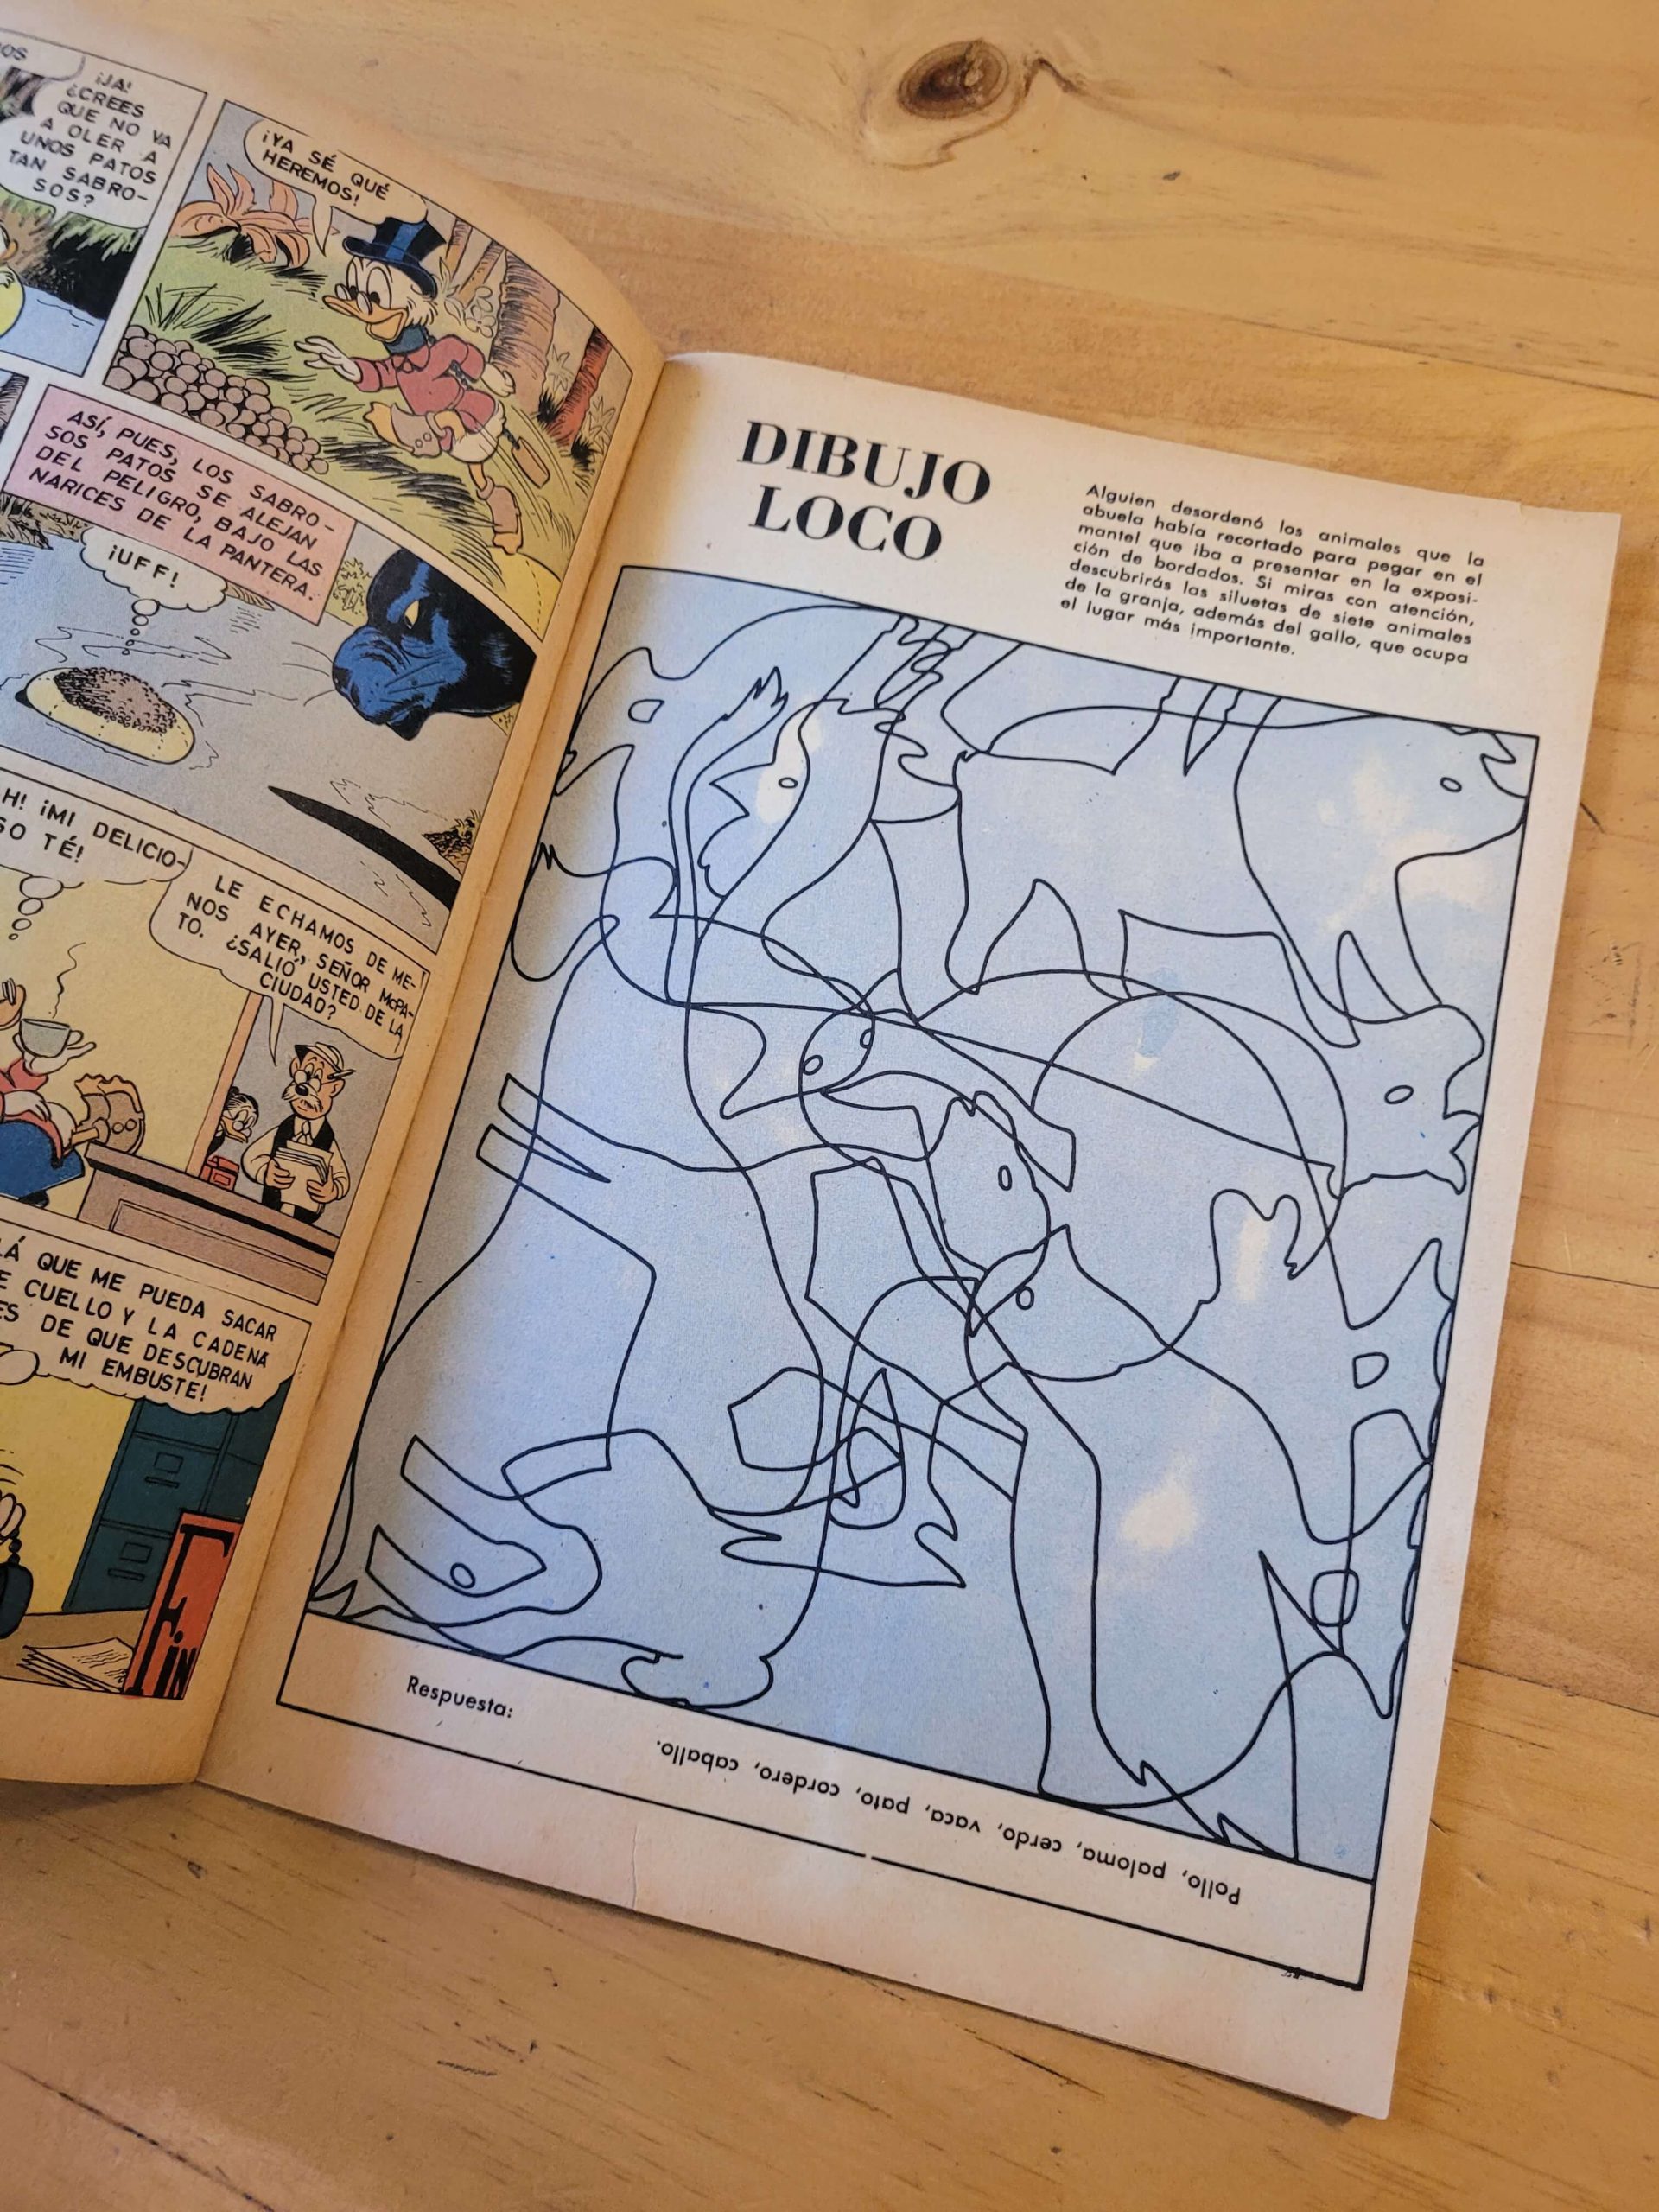 OS
¡JA!
¿CREES
QUE NO VA
A OLER A
UNOS PATOS
TAN SABRO-
SOS?
¡YA SÉ QUÉ
HEREMOS!
ASÍ, PUES, LOS SABRO-
SOS PATOS SE ALEJAN
DEL PELIGRO, BAJO LAS
NARICES DE LA PANTERA.
¡UFF!
H! ¡MI DELICIO-
SO TÉ!
LE ECHAMOS DE ME-
NOS AYER, SEÑOR McPA-
TO. ¿SALIÓ USTED DE LA
CIUDAD?
LÁ QUE ME PUEDA SACAR
E CUELLO Y LA CADENA
ES DE QUE DESCUBRAN
MI EMBUSTE!
FIN
DIBUJO
LOCO
Alguien desordenó los animales que la
abuela había recortado para pegar en el
mantel que iba a presentar en la exposi-
ción de bordados. Si miras con atención,
descubrirás las siluetas de siete animales
de la granja, además del gallo, que ocupa
el lugar más importante.
Respuesta:
Pollo, paloma, cerdo, vaca, pato, cordero, caballo.